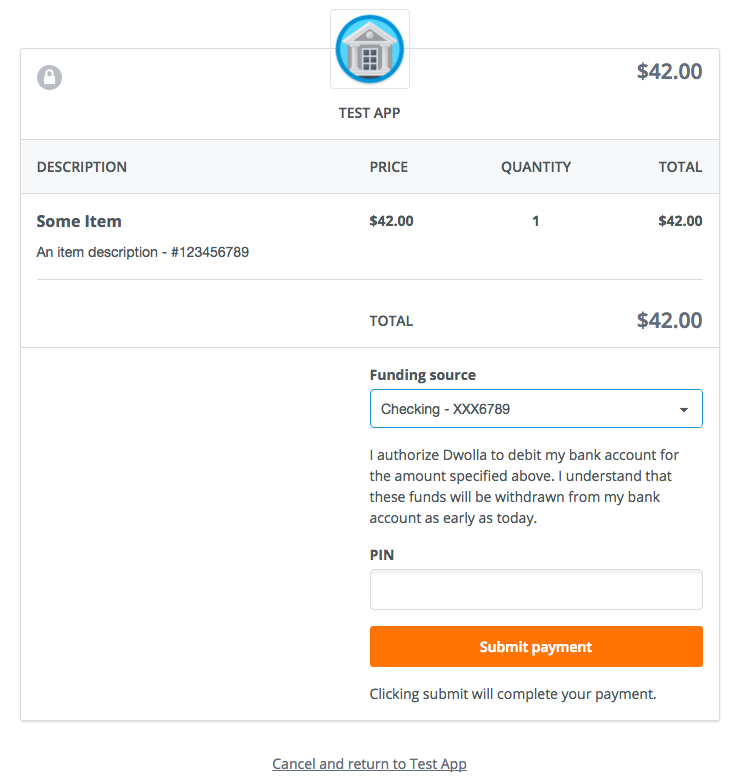 $42.00
TEST APP
DESCRIPTION PRICE QUANTITY TOTAL
Some Item $42.00 1 $42.00
An item description - #123456789
TOTAL $42.00
Funding source
Checking - XXX6789
I authorize Dwolla to debit my bank account for
the amount specified above. I understand that
these funds will be withdrawn from my bank
account as early as today.
PIN
Submit payment
Clicking submit will complete your payment.
Cancel and return to Test App